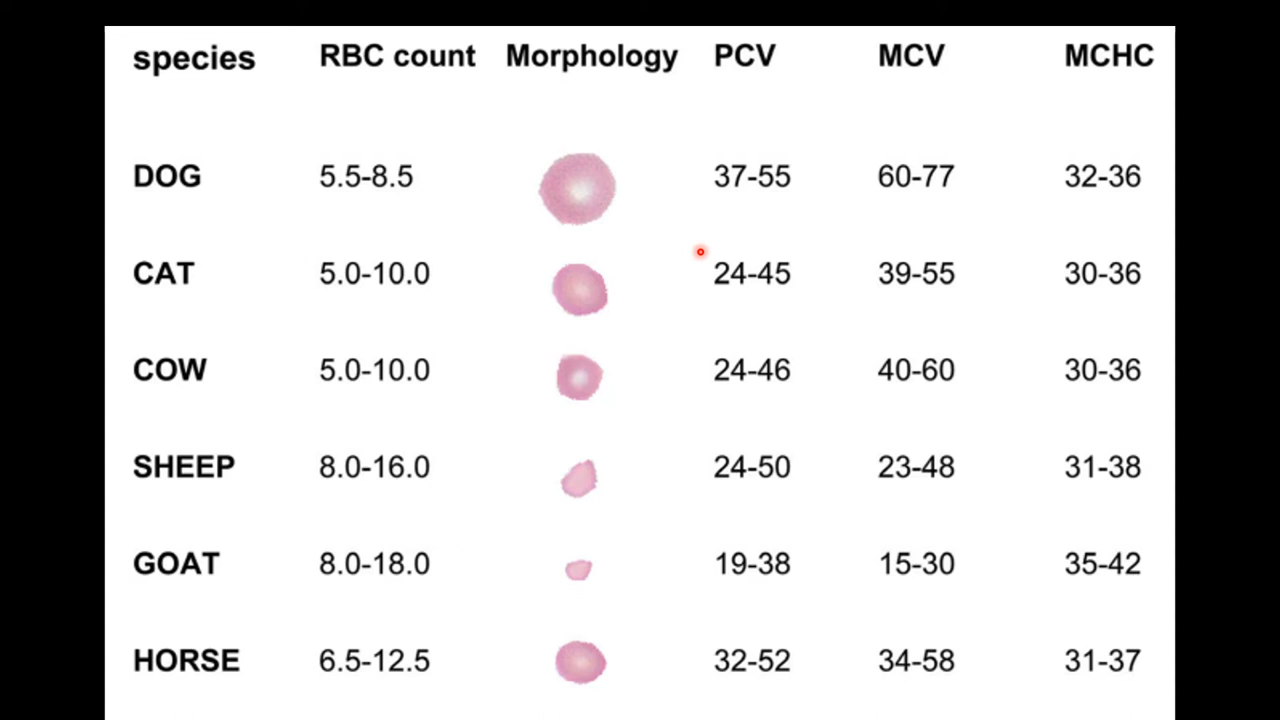 species RBC count Morphology PCV MCV MCHC
DOG 5.5-8.5 37-55 60-77 32-36
CAT 5.0-10.0 24-45 39-55 30-36
COW 5.0-10.0 24-46 40-60 30-36
SHEEP 8.0-16.0 24-50 23-48 31-38
GOAT 8.0-18.0 19-38 15-30 35-42
HORSE 6.5-12.5 32-52 34-58 31-37